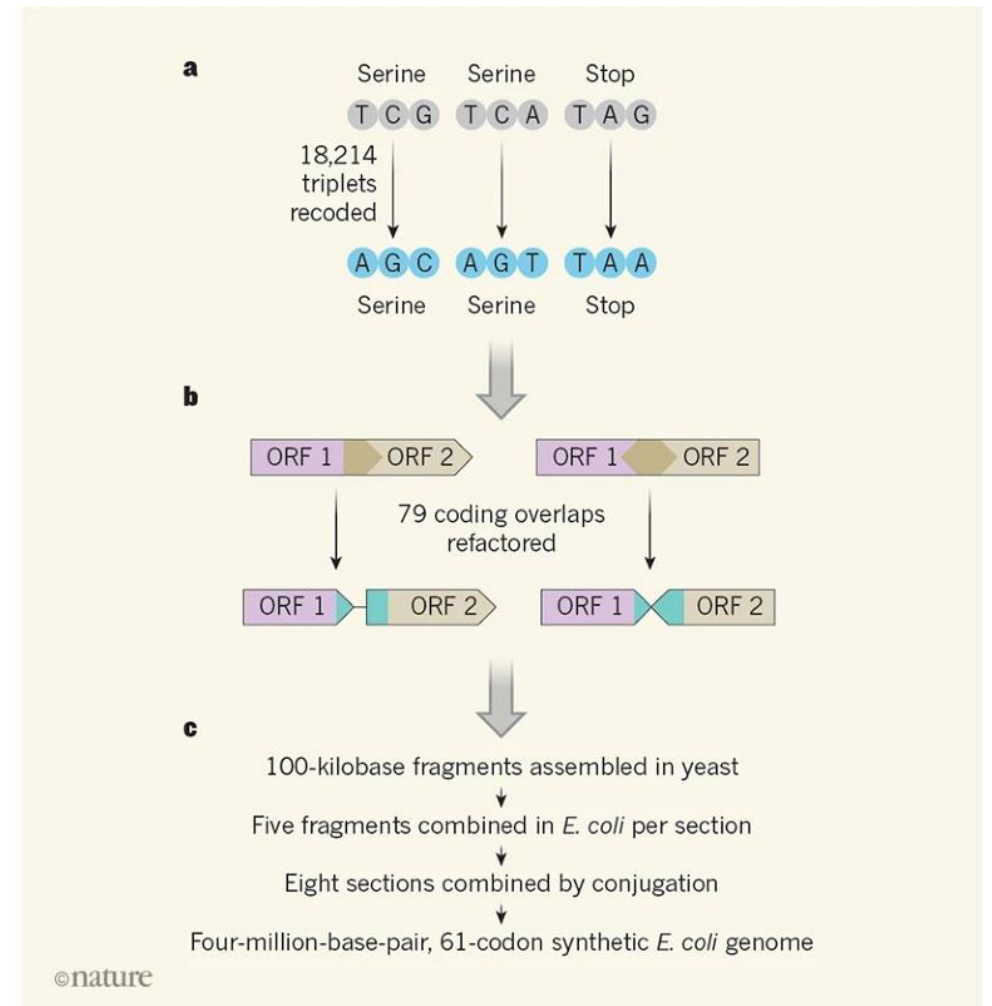 a
Serine Serine Stop
T C G T C A T A G
18,214
triplets
recoded
A G C A G T T A A
Serine Serine Stop
b
ORF 1 ORF 2 ORF 1 ORF 2
79 coding overlaps
refactored
ORF 1 ORF 2 ORF 1 ORF 2
c
100-kilobase fragments assembled in yeast
Five fragments combined in E. coli per section
Eight sections combined by conjugation
Four-million-base-pair, 61-codon synthetic E. coli genome
©nature